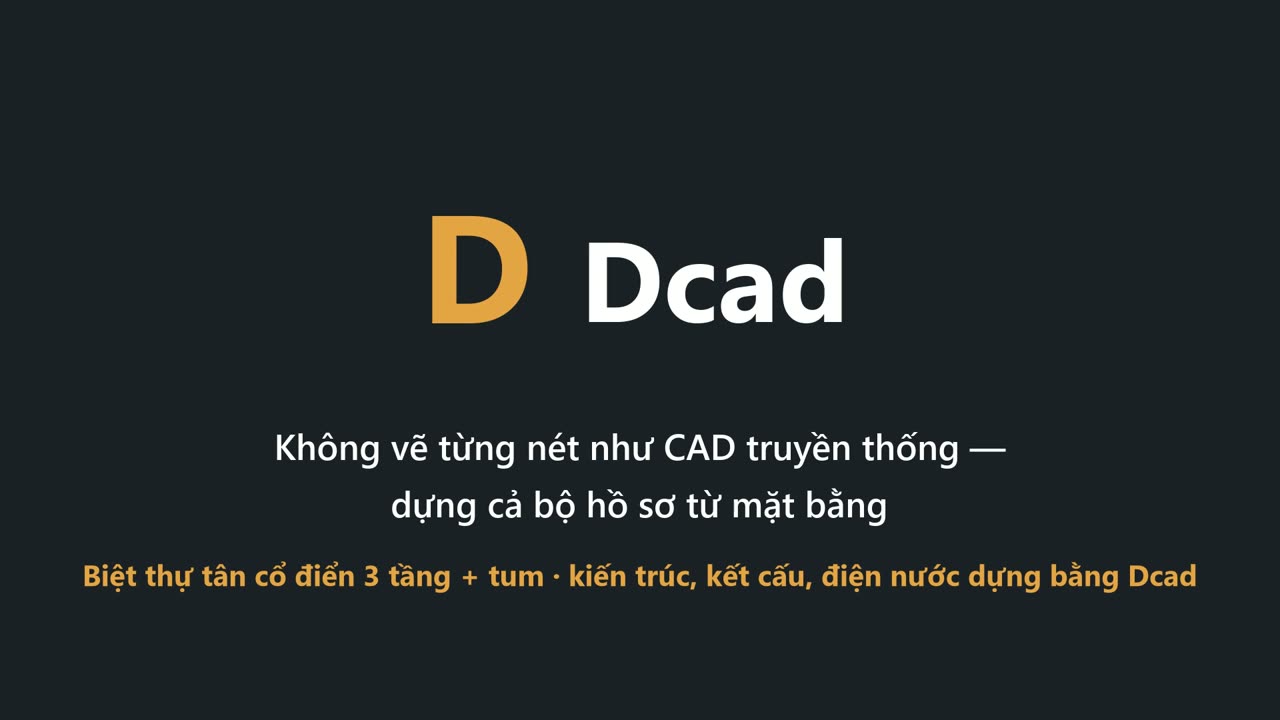 D Dcad
Không vẽ từng nét như CAD truyền thống —
dựng cả bộ hồ sơ từ mặt bằng
Biệt thự tân cổ điển 3 tầng + tum · kiến trúc, kết cấu, điện nước dựng bằng Dcad